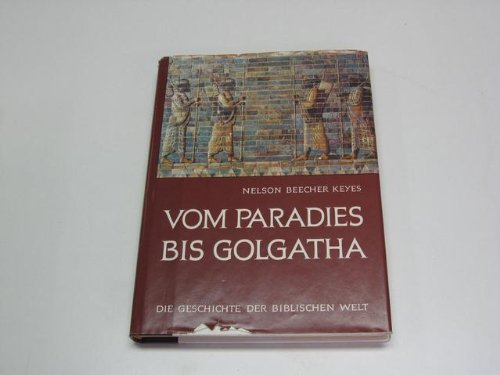 NELSON BEECHER KEYES
VOM PARADIES
BIS GOLGATHA
DIE GESCHICHTE DER BIBLISCHEN WELT